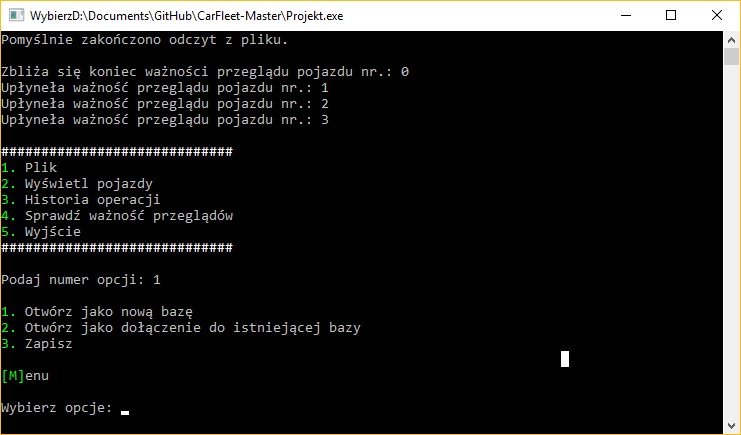 WybierzD:\Documents\GitHub\CarFleet-Master\Projekt.exe
Pomyślnie zakończono odczyt z pliku.
Zbliża się koniec ważności przeglądu pojazdu nr.: 0
Upłyneła ważność przeglądu pojazdu nr.: 1
Upłyneła ważność przeglądu pojazdu nr.: 2
Upłyneła ważność przeglądu pojazdu nr.: 3
#############################
1. Plik
2. Wyświetl pojazdy
3. Historia operacji
4. Sprawdź ważność przeglądów
5. Wyjście
#############################
Podaj numer opcji: 1
1. Otwórz jako nową bazę
2. Otwórz jako dołączenie do istniejącej bazy
3. Zapisz
[M]enu
Wybierz opcje: